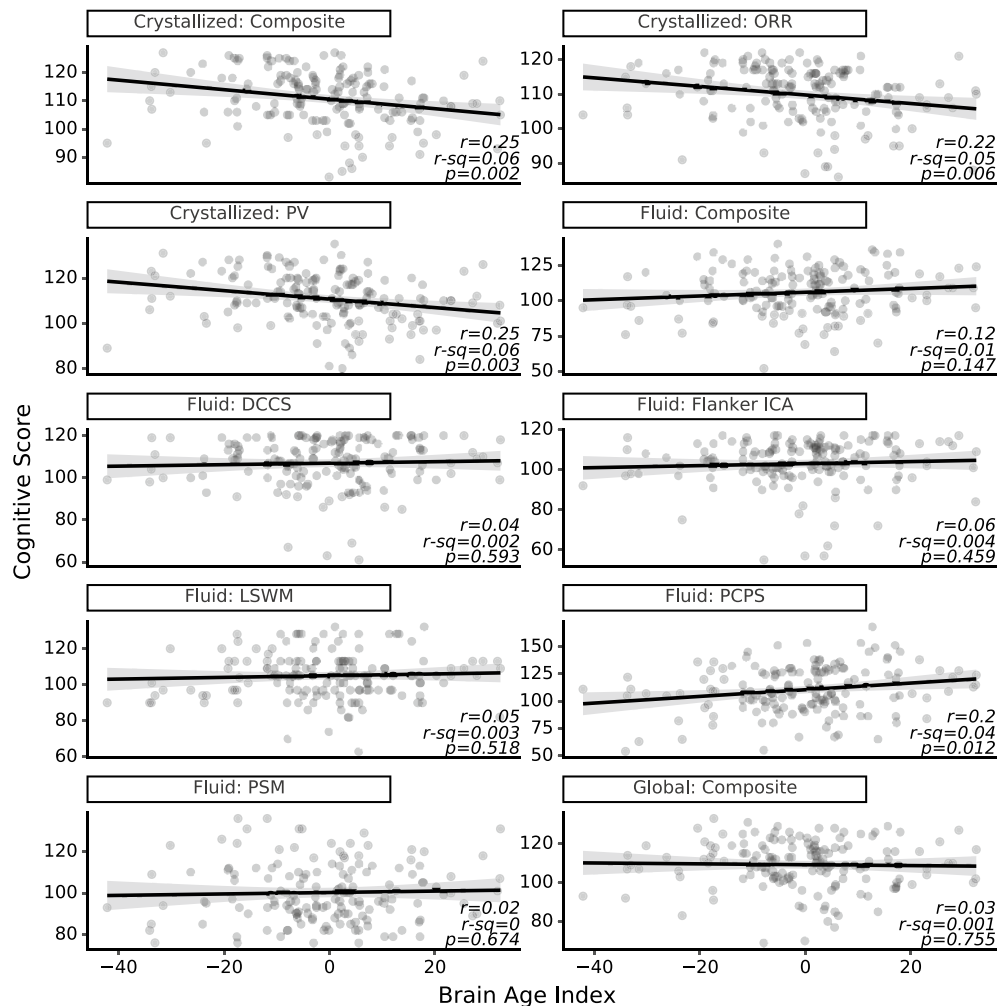 Crystallized: Composite
120
110
100
90
r=0.25
r-sq=0.06
p=0.002
Crystallized: ORR
120
110
100
90
r=0.22
r-sq=0.05
p=0.006
Crystallized: PV
120
100
80
r=0.25
r-sq=0.06
p=0.003
Fluid: Composite
125
100
75
50
r=0.12
r-sq=0.01
p=0.147
Fluid: DCCS
120
100
80
60
r=0.04
r-sq=0.002
p=0.593
Fluid: Flanker ICA
120
100
80
60
r=0.06
r-sq=0.004
p=0.459
Fluid: LSWM
120
100
80
60
r=0.05
r-sq=0.003
p=0.518
Fluid: PCPS
150
125
100
75
50
r=0.2
r-sq=0.04
p=0.012
Fluid: PSM
120
100
80
r=0.02
r-sq=0
p=0.674
−40 −20 0 20
Global: Composite
120
100
80
r=0.03
r-sq=0.001
p=0.755
−40 −20 0 20
Cognitive Score
Brain Age Index